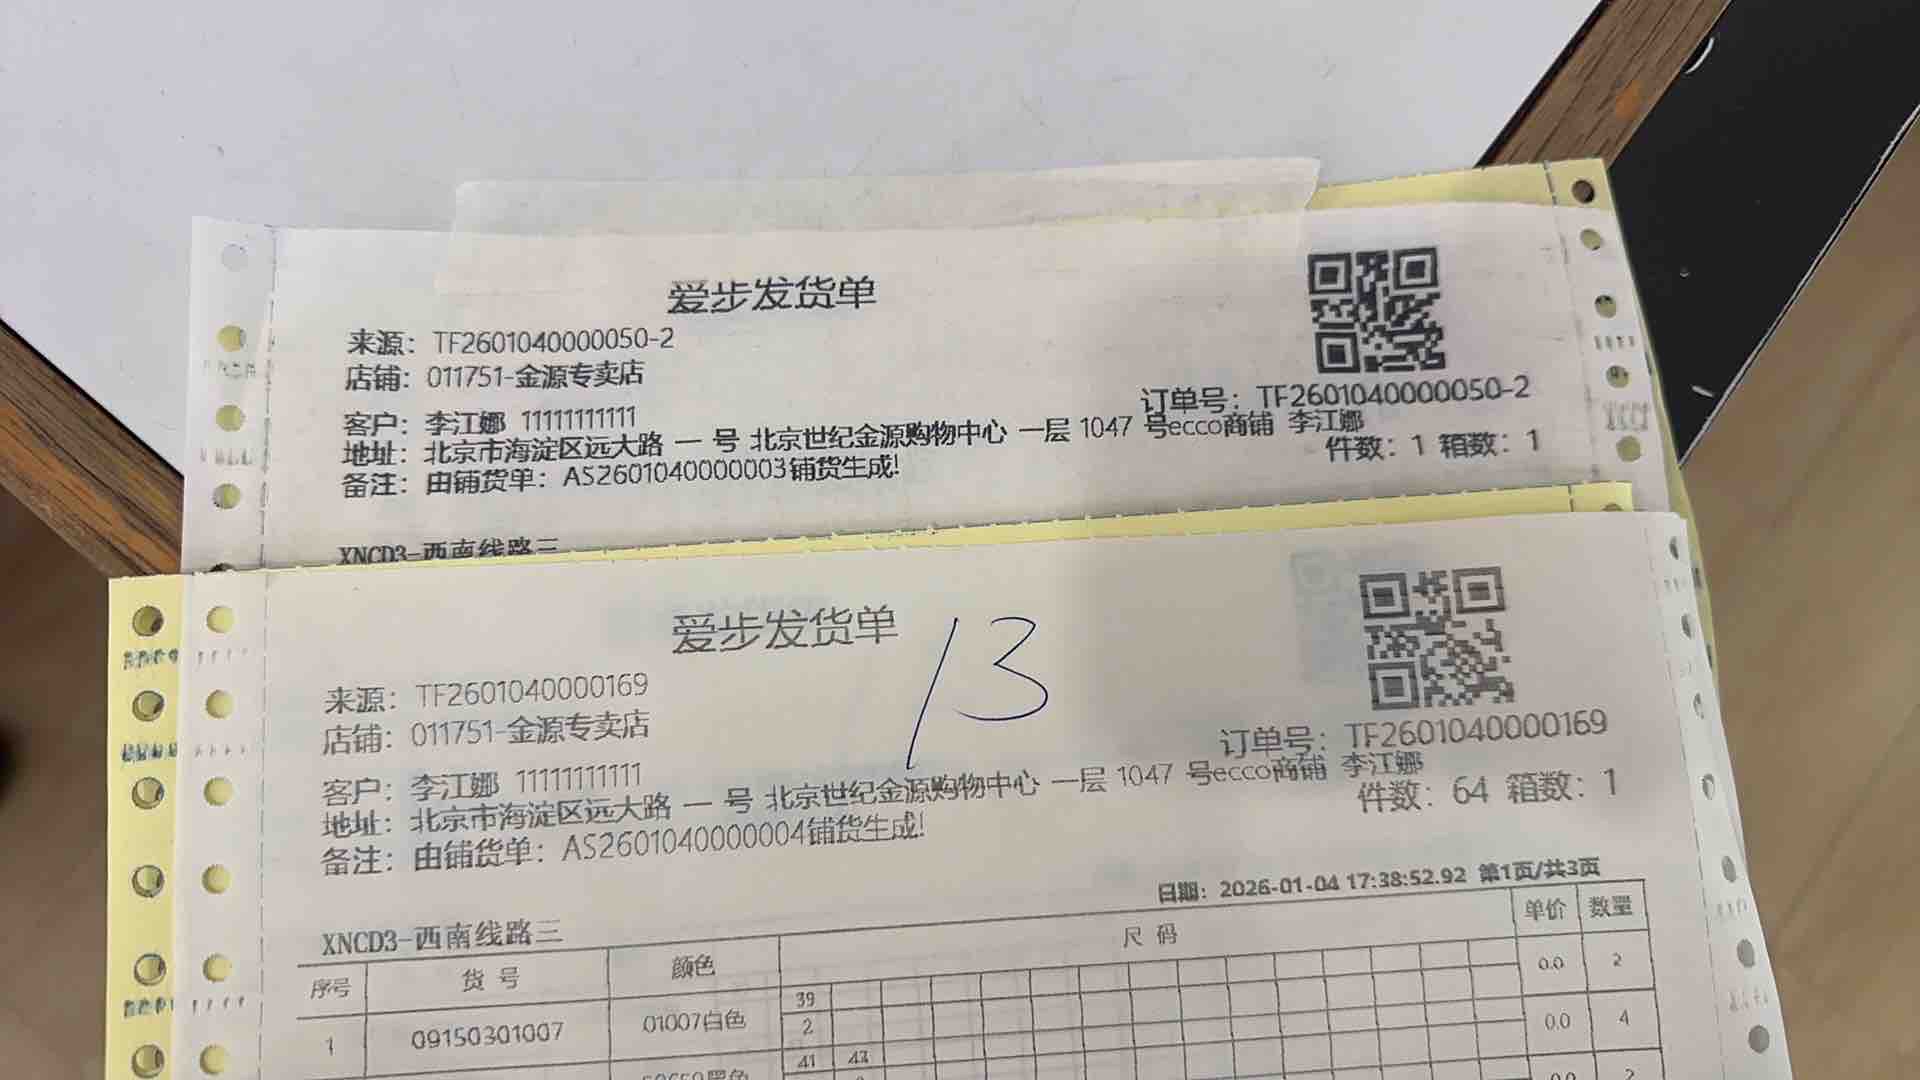 爱步发货单
来源：TF2601040000050-2
店铺：011751-金源专卖店
订单号：TF2601040000050-2
客户：李江娜 11111111111
地址：北京市海淀区远大路 一 号 北京世纪金源购物中心 一层 1047 号ecco商铺 李江娜
件数：1 箱数：1
备注：由铺货单：AS2601040000003铺货生成!
XNCD3-西南线路三
爱步发货单
13
来源：TF2601040000169
店铺：011751-金源专卖店
订单号：TF2601040000169
客户：李江娜 11111111111
地址：北京市海淀区远大路 一 号 北京世纪金源购物中心 一层 1047 号ecco商铺 李江娜
件数：64 箱数：1
备注：由铺货单：AS2601040000004铺货生成!
日期：2026-01-04 17:38:52.92 第1页/共3页
XNCD3-西南线路三
序号 货号 颜色 尺码 单价 数量
39 0.0 2
1 09150301007 01007白色 2 0.0 4
41 43
0.0 2